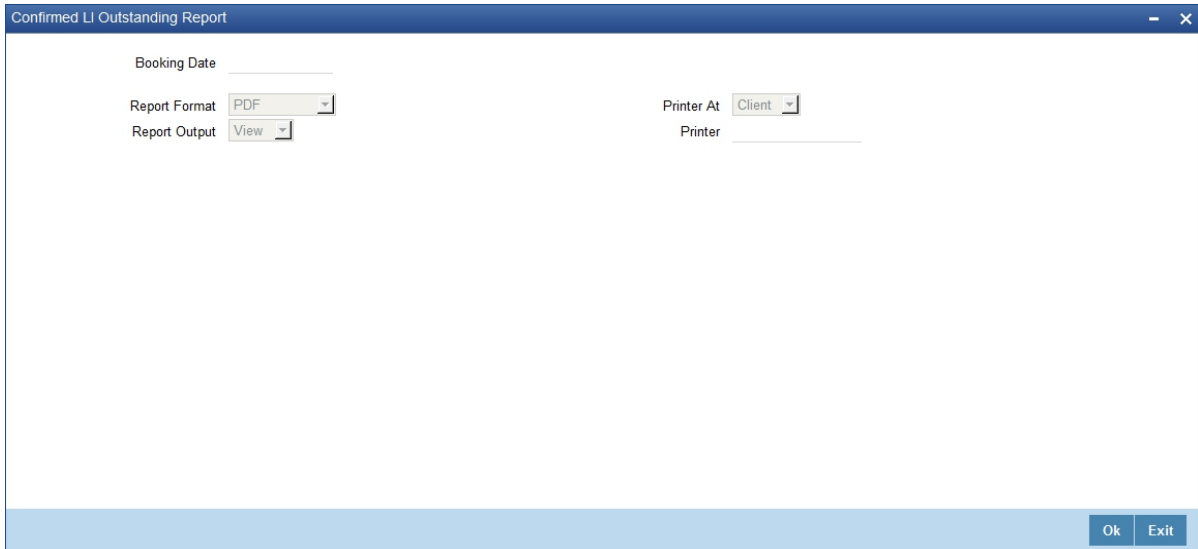 Confirmed LI Outstanding Report
Booking Date
Report Format PDF
Printer At Client
Report Output View
Printer
Ok Exit